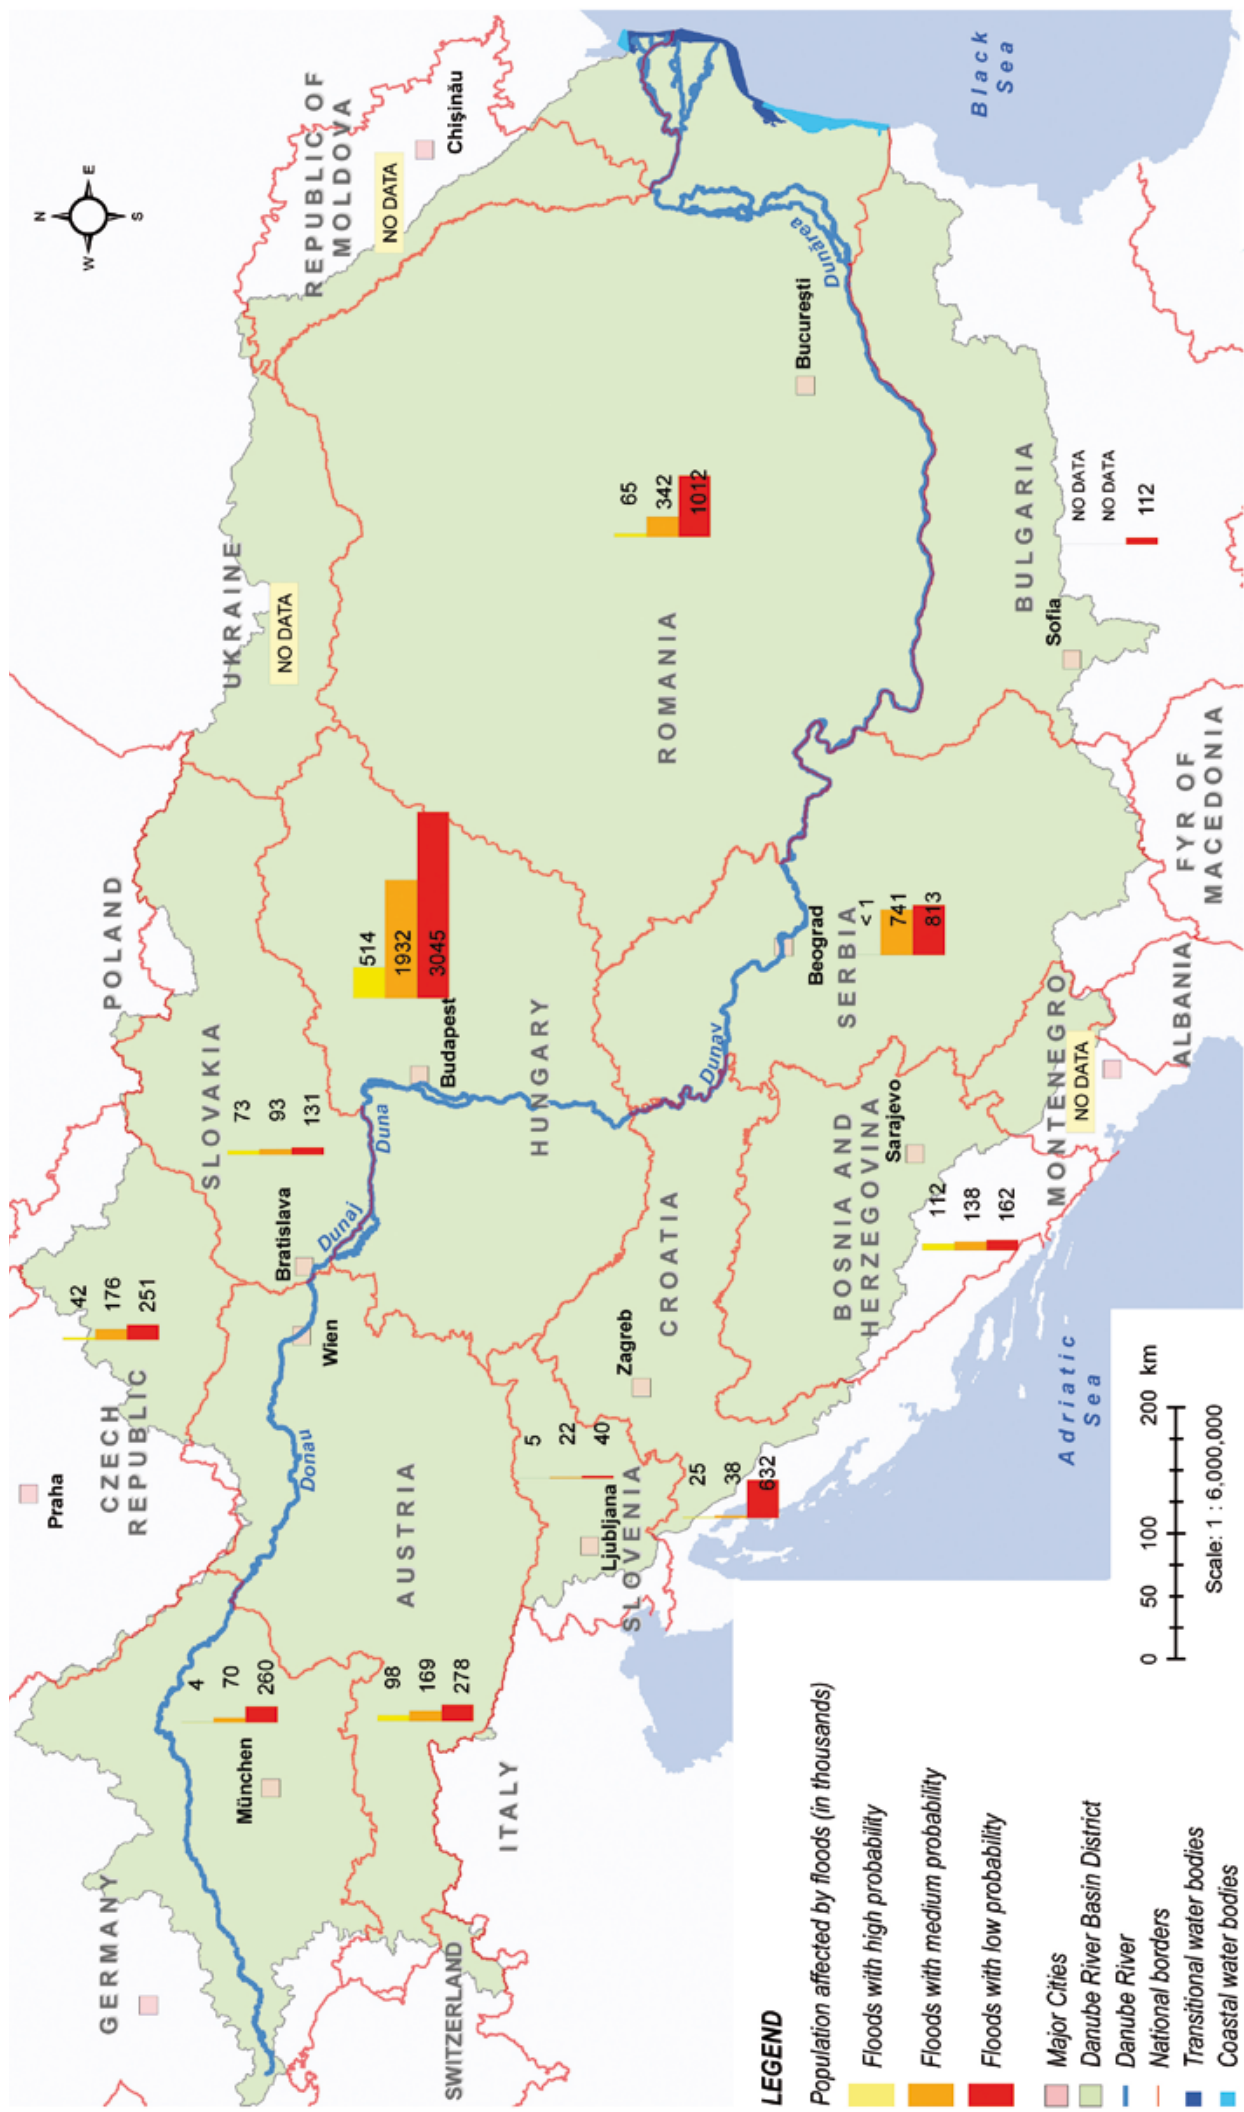 N
W
E
S
GERMANY
München
4
70
260
Praha
CZECH
REPUBLIC
42
176
251
POLAND
SLOVAKIA
73
93
131
Bratislava
Wien
Donau
Dunaj
Duna
UKRAINE
NO DATA
REPUBLIC OF
MOLDOVA
NO DATA
Chişinău
SWITZERLAND
ITALY
AUSTRIA
98
169
278
SLOVENIA
Ljubljana
5
22
40
CROATIA
Zagreb
25
38
632
HUNGARY
Budapest
514
1932
3045
ROMANIA
65
342
1012
Bucureşti
Dunărea
Black
Sea
BOSNIA AND
HERZEGOVINA
Sarajevo
112
138
162
Dunav
SERBIA
Beograd
< 1
741
813
MONTENEGRO
NO DATA
ALBANIA
FYR OF
MACEDONIA
BULGARIA
Sofia
NO DATA
NO DATA
112
Adriatic
Sea
LEGEND
Population affected by floods (in thousands)
Floods with high probability
Floods with medium probability
Floods with low probability
Major Cities
Danube River Basin District
Danube River
National borders
Transitional water bodies
Coastal water bodies
0 50 100 200 km
Scale: 1 : 6,000,000